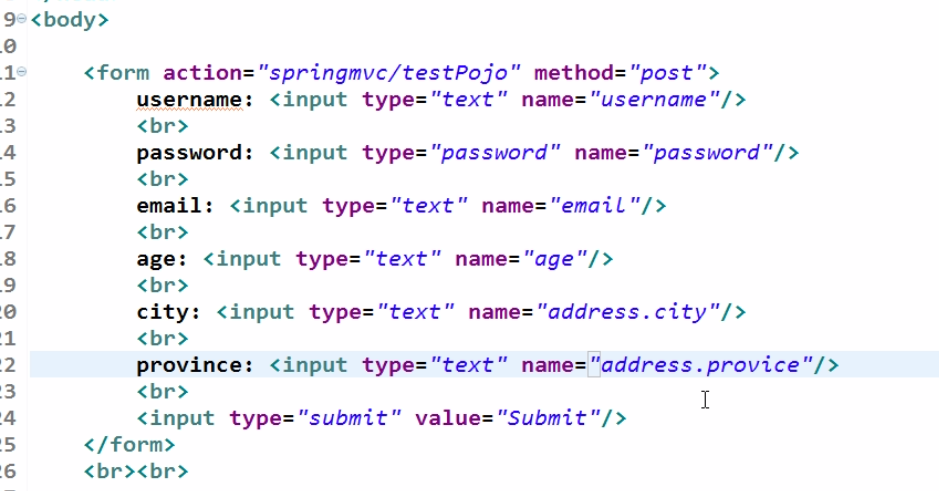 9 <body>
10
11 <form action="springmvc/testPojo" method="post">
12 username: <input type="text" name="username"/>
13 <br>
14 password: <input type="password" name="password"/>
15 <br>
16 email: <input type="text" name="email"/>
17 <br>
18 age: <input type="text" name="age"/>
19 <br>
20 city: <input type="text" name="address.city"/>
21 <br>
22 province: <input type="text" name="address.provice"/>
23 <br>
24 <input type="submit" value="Submit"/>
25 </form>
26 <br><br>